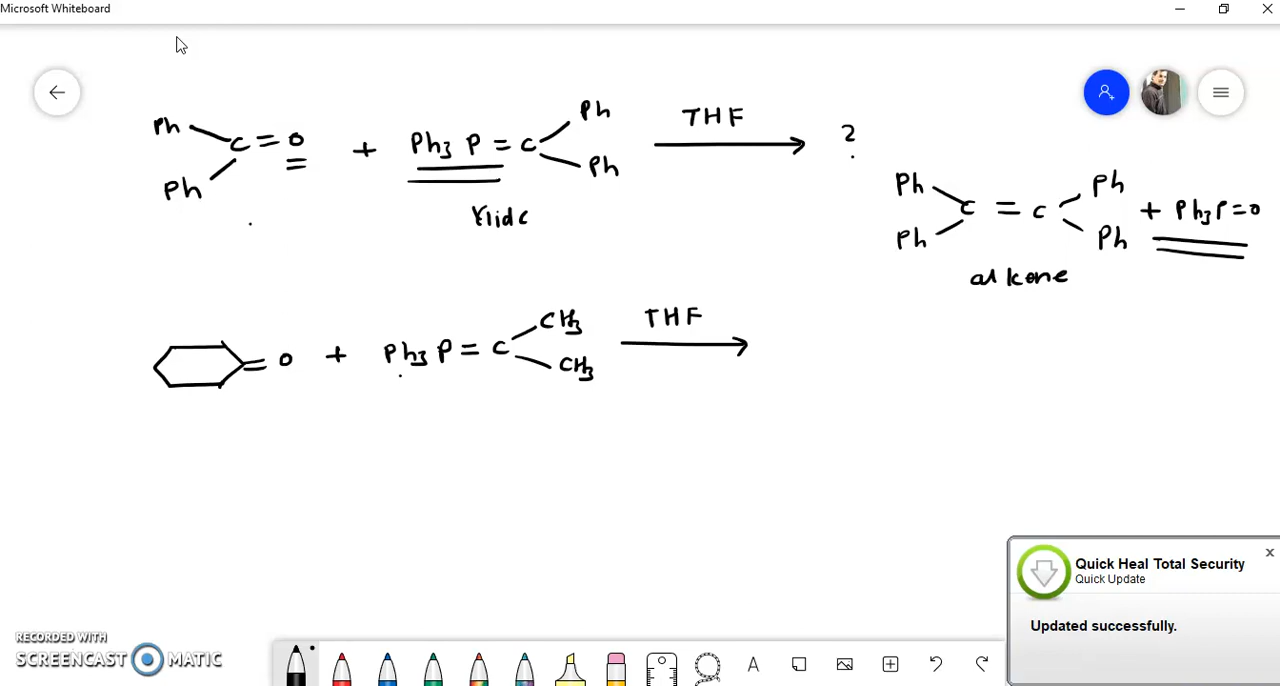 Microsoft Whiteboard
Ph Ph
C = O + Ph3 P = C THF ?
Ph Ph
Ylide
Ph Ph
C = C + Ph3P=O
Ph Ph
alkene
CH3 THF
= O + Ph3 P = C
CH3
Quick Heal Total Security
Quick Update
Updated successfully.
RECORDED WITH
SCREENCAST MATIC